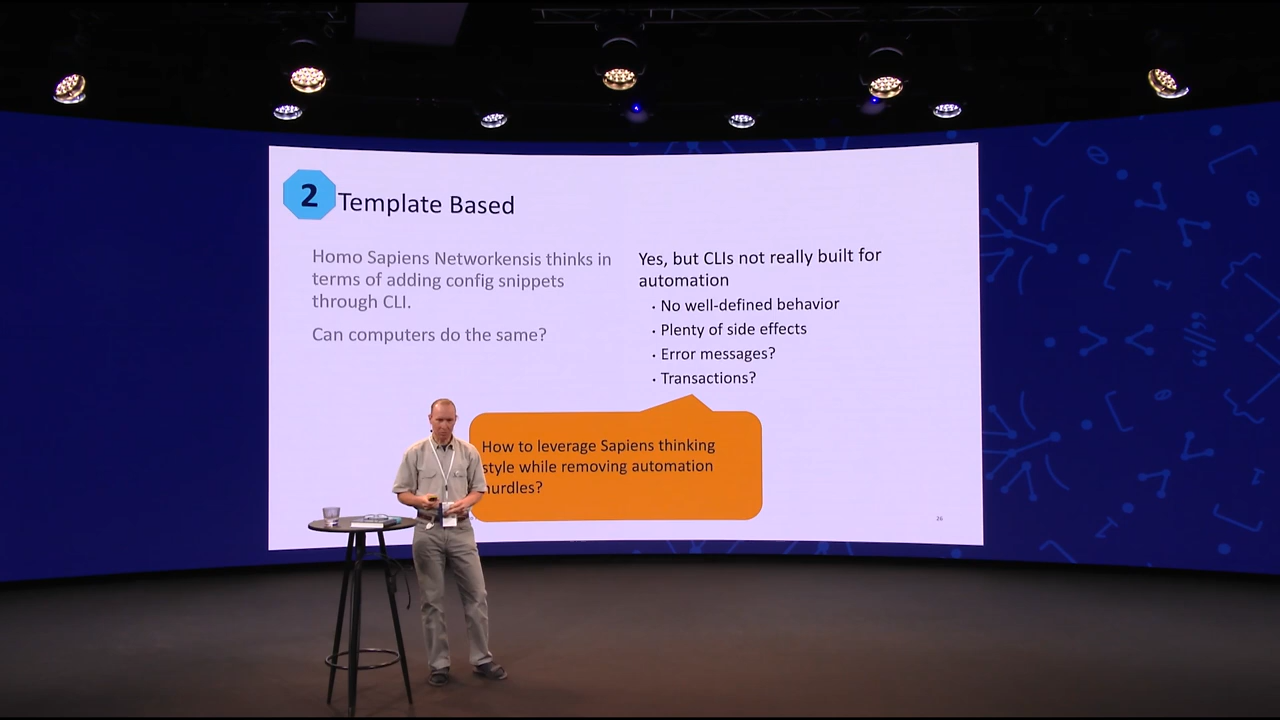 2
Template Based
Homo Sapiens Networkensis thinks in
terms of adding config snippets
through CLI.
Can computers do the same?
Yes, but CLIs not really built for
automation
· No well-defined behavior
· Plenty of side effects
· Error messages?
· Transactions?
How to leverage Sapiens thinking
style while removing automation
hurdles?
26